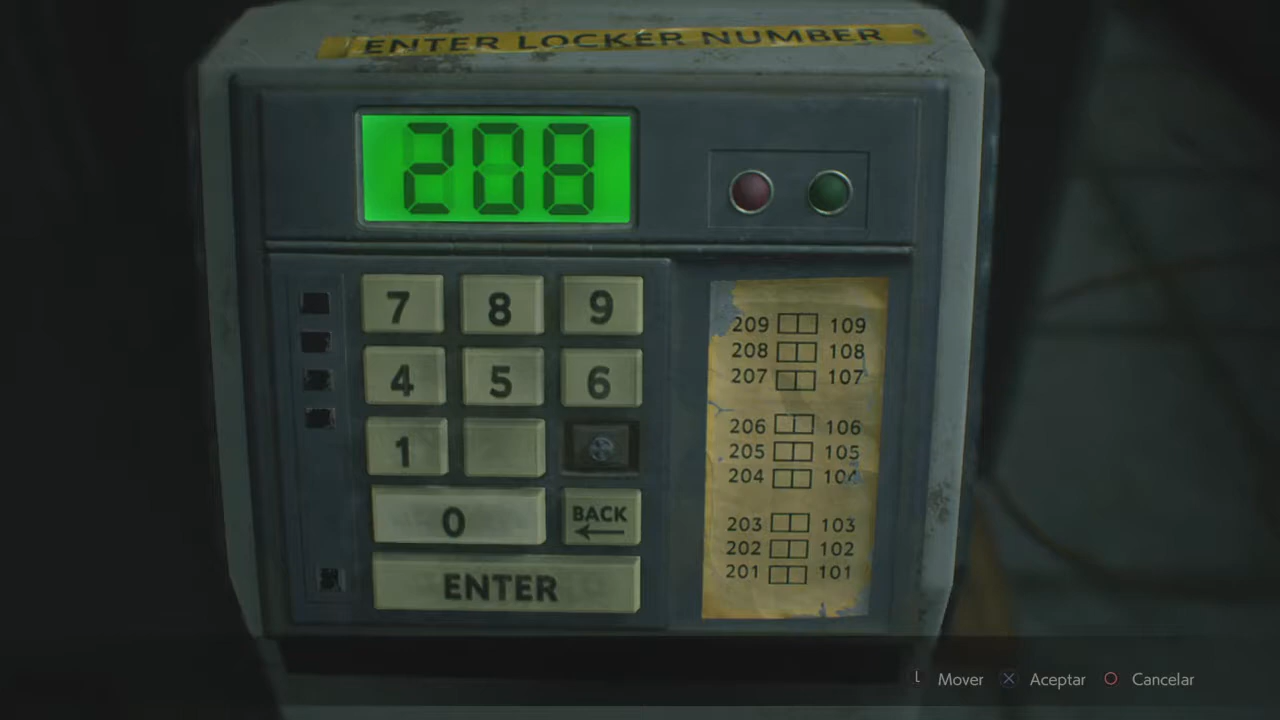 ENTER LOCKER NUMBER
208
7 8 9
4 5 6
1
0 BACK
ENTER
209 109
208 108
207 107
206 106
205 105
204 104
203 103
202 102
201 101
L Mover X Aceptar O Cancelar